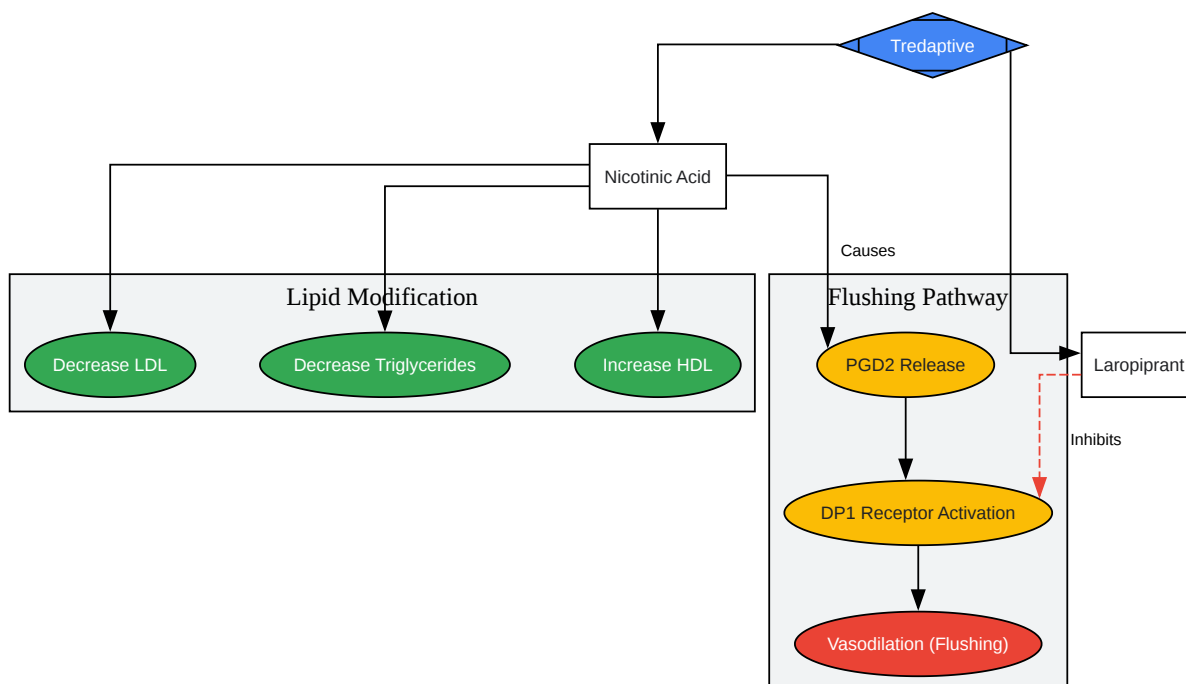 Tredaptive
Nicotinic Acid
Causes
Lipid Modification
Flushing Pathway
Decrease LDL
Decrease Triglycerides
Increase HDL
PGD2 Release
Laropiprant
Inhibits
DP1 Receptor Activation
Vasodilation (Flushing)